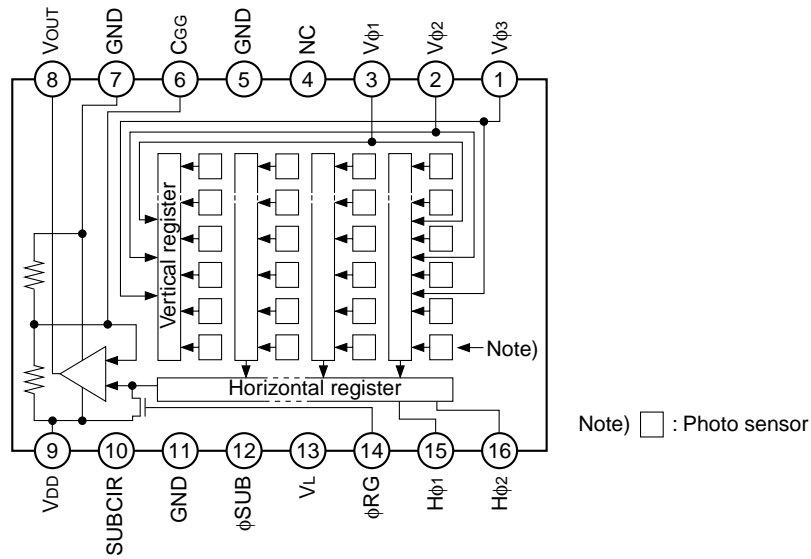 VOUT GND CGG GND NC Vϕ1 Vϕ2 Vϕ3
8 7 6 5 4 3 2 1
Vertical register
Note)
Horizontal register
Note) : Photo sensor
9 10 11 12 13 14 15 16
VDD SUBCIR GND ϕSUB VL ϕRG Hϕ1 Hϕ2